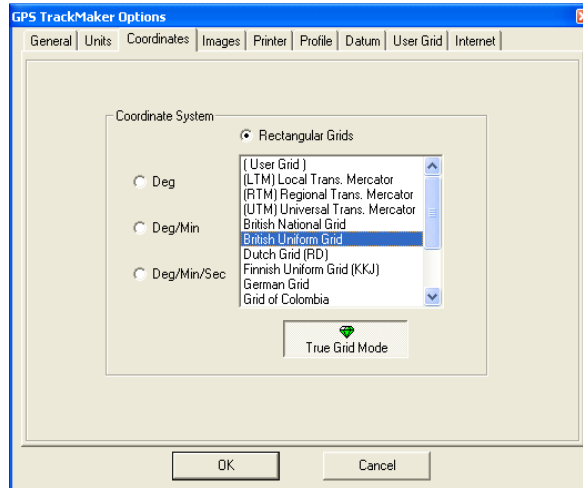 GPS TrackMaker Options
General Units Coordinates Images Printer Profile Datum User Grid Internet
Coordinate System
Rectangular Grids
Deg
Deg/Min
Deg/Min/Sec
( User Grid )
(LTM) Local Trans. Mercator
(RTM) Regional Trans. Mercator
(UTM) Universal Trans. Mercator
British National Grid
British Uniform Grid
Dutch Grid (RD)
Finnish Uniform Grid (KKJ)
German Grid
Grid of Colombia
True Grid Mode
OK Cancel